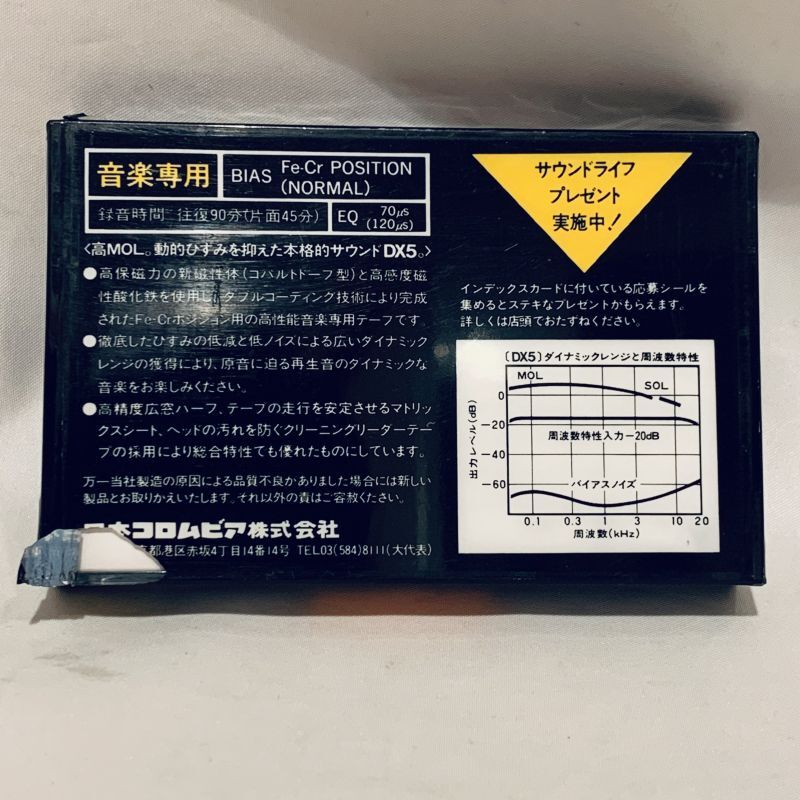 音楽専用
BIAS Fe-Cr POSITION
(NORMAL)
録音時間 往復90分(片面45分)
EQ 70μs
(120μs)
〈高MOL。動的ひずみを抑えた本格的サウンドDX5。〉
●高保磁力の新磁性体(コバルトドープ型)と高感度磁
性酸化鉄を使用し、ダブルコーティング技術により完成
されたFe-Crポジション用の高性能音楽専用テープです。
●徹底したひずみの低減と低ノイズによる広いダイナミック
レンジの獲得により、原音に迫る再生音のダイナミックな
音楽をお楽しみください。
●高精度広窓ハーフ、テープの走行を安定させるマトリッ
クスシート、ヘッドの汚れを防ぐクリーニングリーダーテー
プの採用により総合特性でも優れたものにしています。
万一当社製造の原因による品質不良がありました場合には新しい
製品とお取りかえいたします。それ以外の責はご容赦ください。
本コロムビア株式会社
京都港区赤坂4丁目14番14号 TEL03(584)8111(大代表)
サウンドライフ
プレゼント
実施中!
インデックスカードに付いている応募シールを
集めるとステキなプレゼントがもらえます。
詳しくは店頭でおたずねください。
〔DX5〕ダイナミックレンジと周波数特性
MOL
SOL
0
-20
周波数特性入力-20dB
出力レベル(dB)
-40
バイアスノイズ
-60
0.1 0.3 1 3 10 20
周波数(kHz)